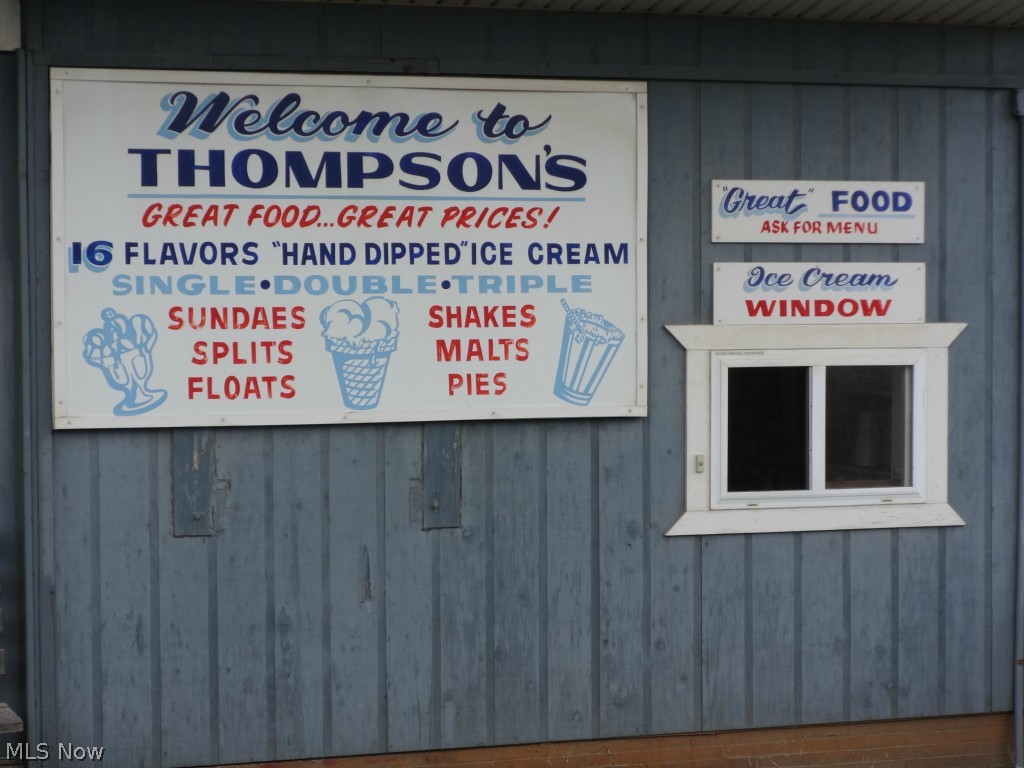 Welcome to
THOMPSON'S
GREAT FOOD...GREAT PRICES!
16 FLAVORS "HAND DIPPED" ICE CREAM
SINGLE•DOUBLE•TRIPLE
SUNDAES
SPLITS
FLOATS
SHAKES
MALTS
PIES
"Great" FOOD
ASK FOR MENU
Ice Cream
WINDOW
MLS Now